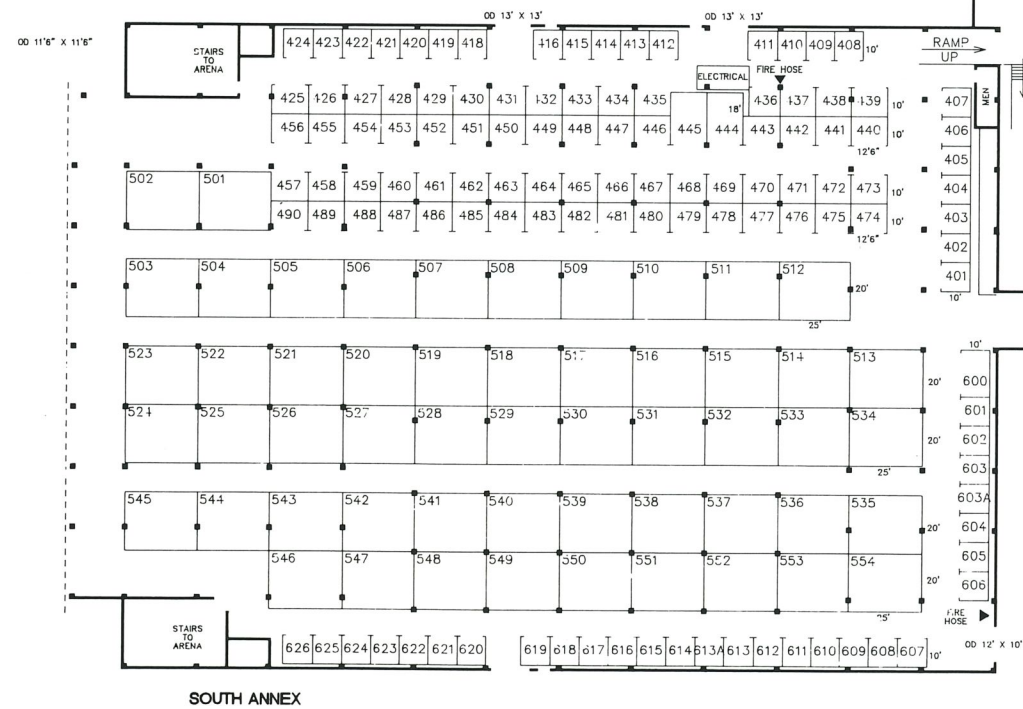 OD 13' X 13'
OD 13' X 13'
OD 11'6" X 11'6"
STAIRS
TO
ARENA
424 423 422 421 420 419 418
416 415 414 413 412
411 410 409 408 10'
RAMP
UP
ELECTRICAL
FIRE HOSE
MEN
425 426 427 428 429 430 431 432 433 434 435 18' 436 437 438 439 10'
456 455 454 453 452 451 450 449 448 447 446 445 444 443 442 441 440 10'
12'6"
407
406
405
404
403
402
401
10'
502 501
457 458 459 460 461 462 463 464 465 466 467 468 469 470 471 472 473 10'
490 489 488 487 486 485 484 483 482 481 480 479 478 477 476 475 474 10'
12'6"
503 504 505 506 507 508 509 510 511 512
20'
25'
523 522 521 520 519 518 517 516 515 514 513
20'
524 525 526 527 528 529 530 531 532 533 534
20'
25'
10'
600
601
602
603
603A
604
605
606
545 544 543 542 541 540 539 538 537 536 535
20'
546 547 548 549 550 551 552 553 554
20'
25'
FIRE
HOSE
STAIRS
TO
ARENA
626 625 624 623 622 621 620
619 618 617 616 615 614 613A 613 612 611 610 609 608 607 10'
OD 12' X 10'
SOUTH ANNEX